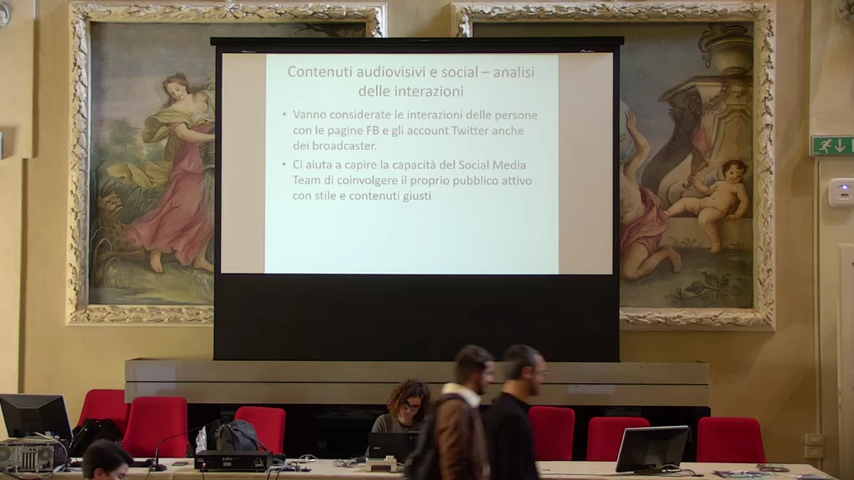 Contenuti audiovisivi e social – analisi
delle interazioni
• Vanno considerate le interazioni delle persone
con le pagine FB e gli account Twitter anche
dei broadcaster.
• Ci aiuta a capire la capacità del Social Media
Team di coinvolgere il proprio pubblico attivo
con stile e contenuti giusti